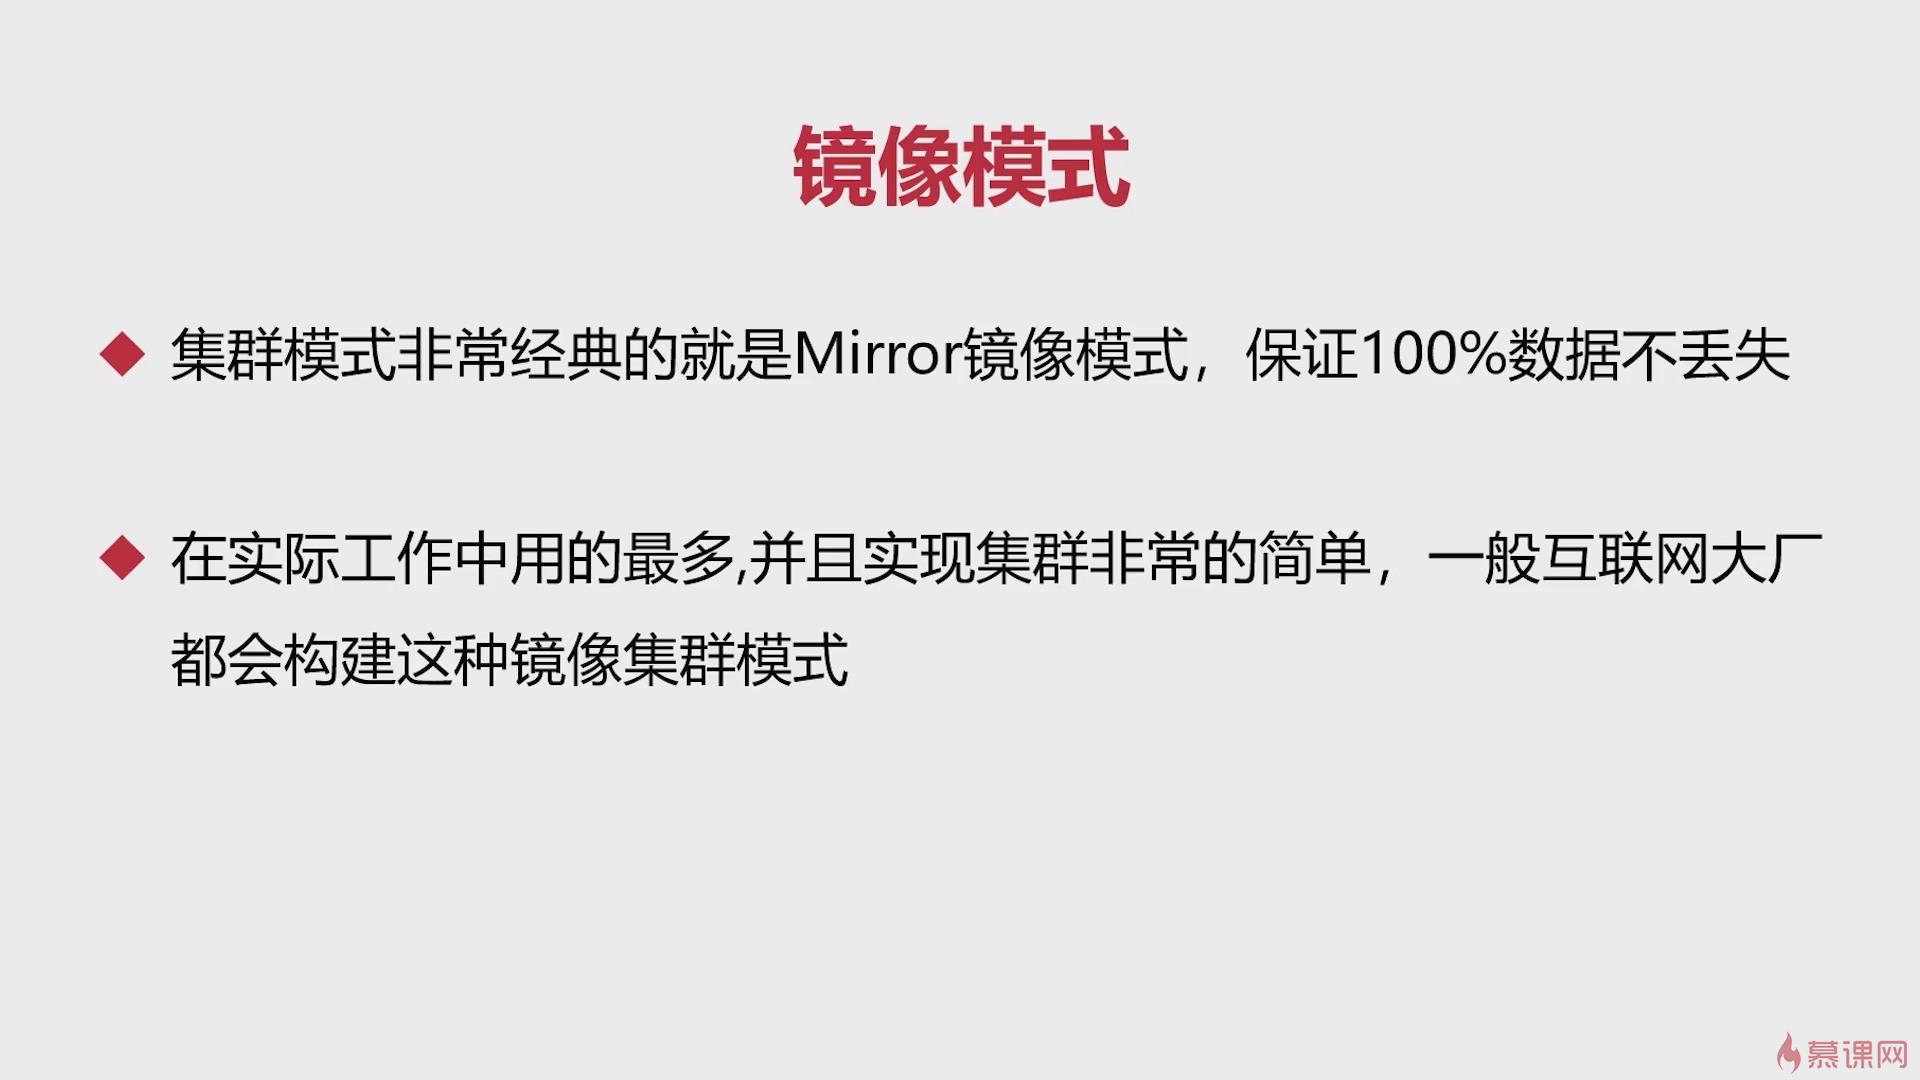 镜像模式
集群模式非常经典的就是Mirror镜像模式，保证100%数据不丢失
在实际工作中用的最多,并且实现集群非常的简单，一般互联网大厂
都会构建这种镜像集群模式
慕课网